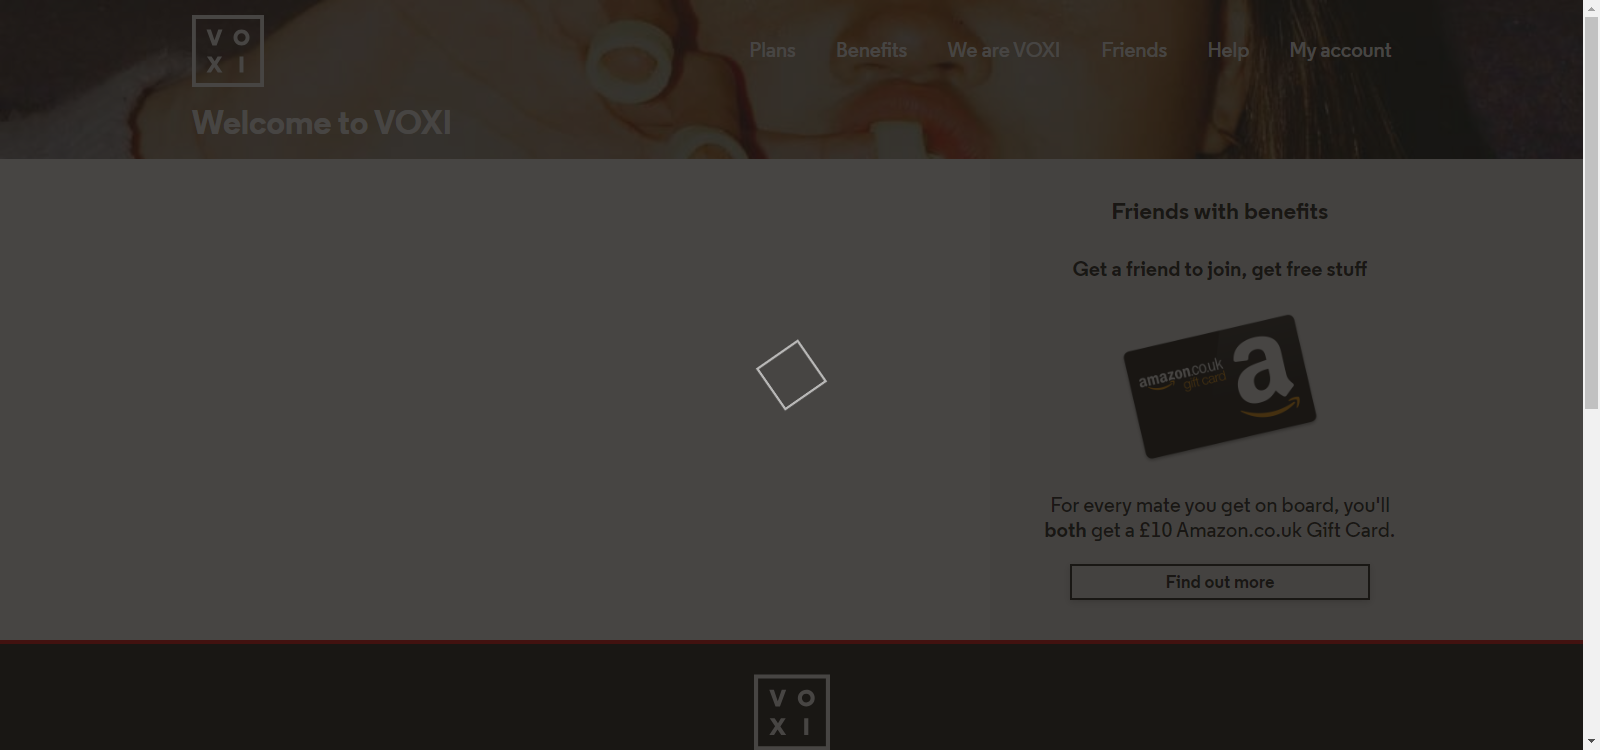 V O
X I
Plans Benefits We are VOXI Friends Help My account
Welcome to VOXI
Friends with benefits
Get a friend to join, get free stuff
amazon.co.uk
gift card
a
For every mate you get on board, you'll
both get a £10 Amazon.co.uk Gift Card.
Find out more
V O
X I